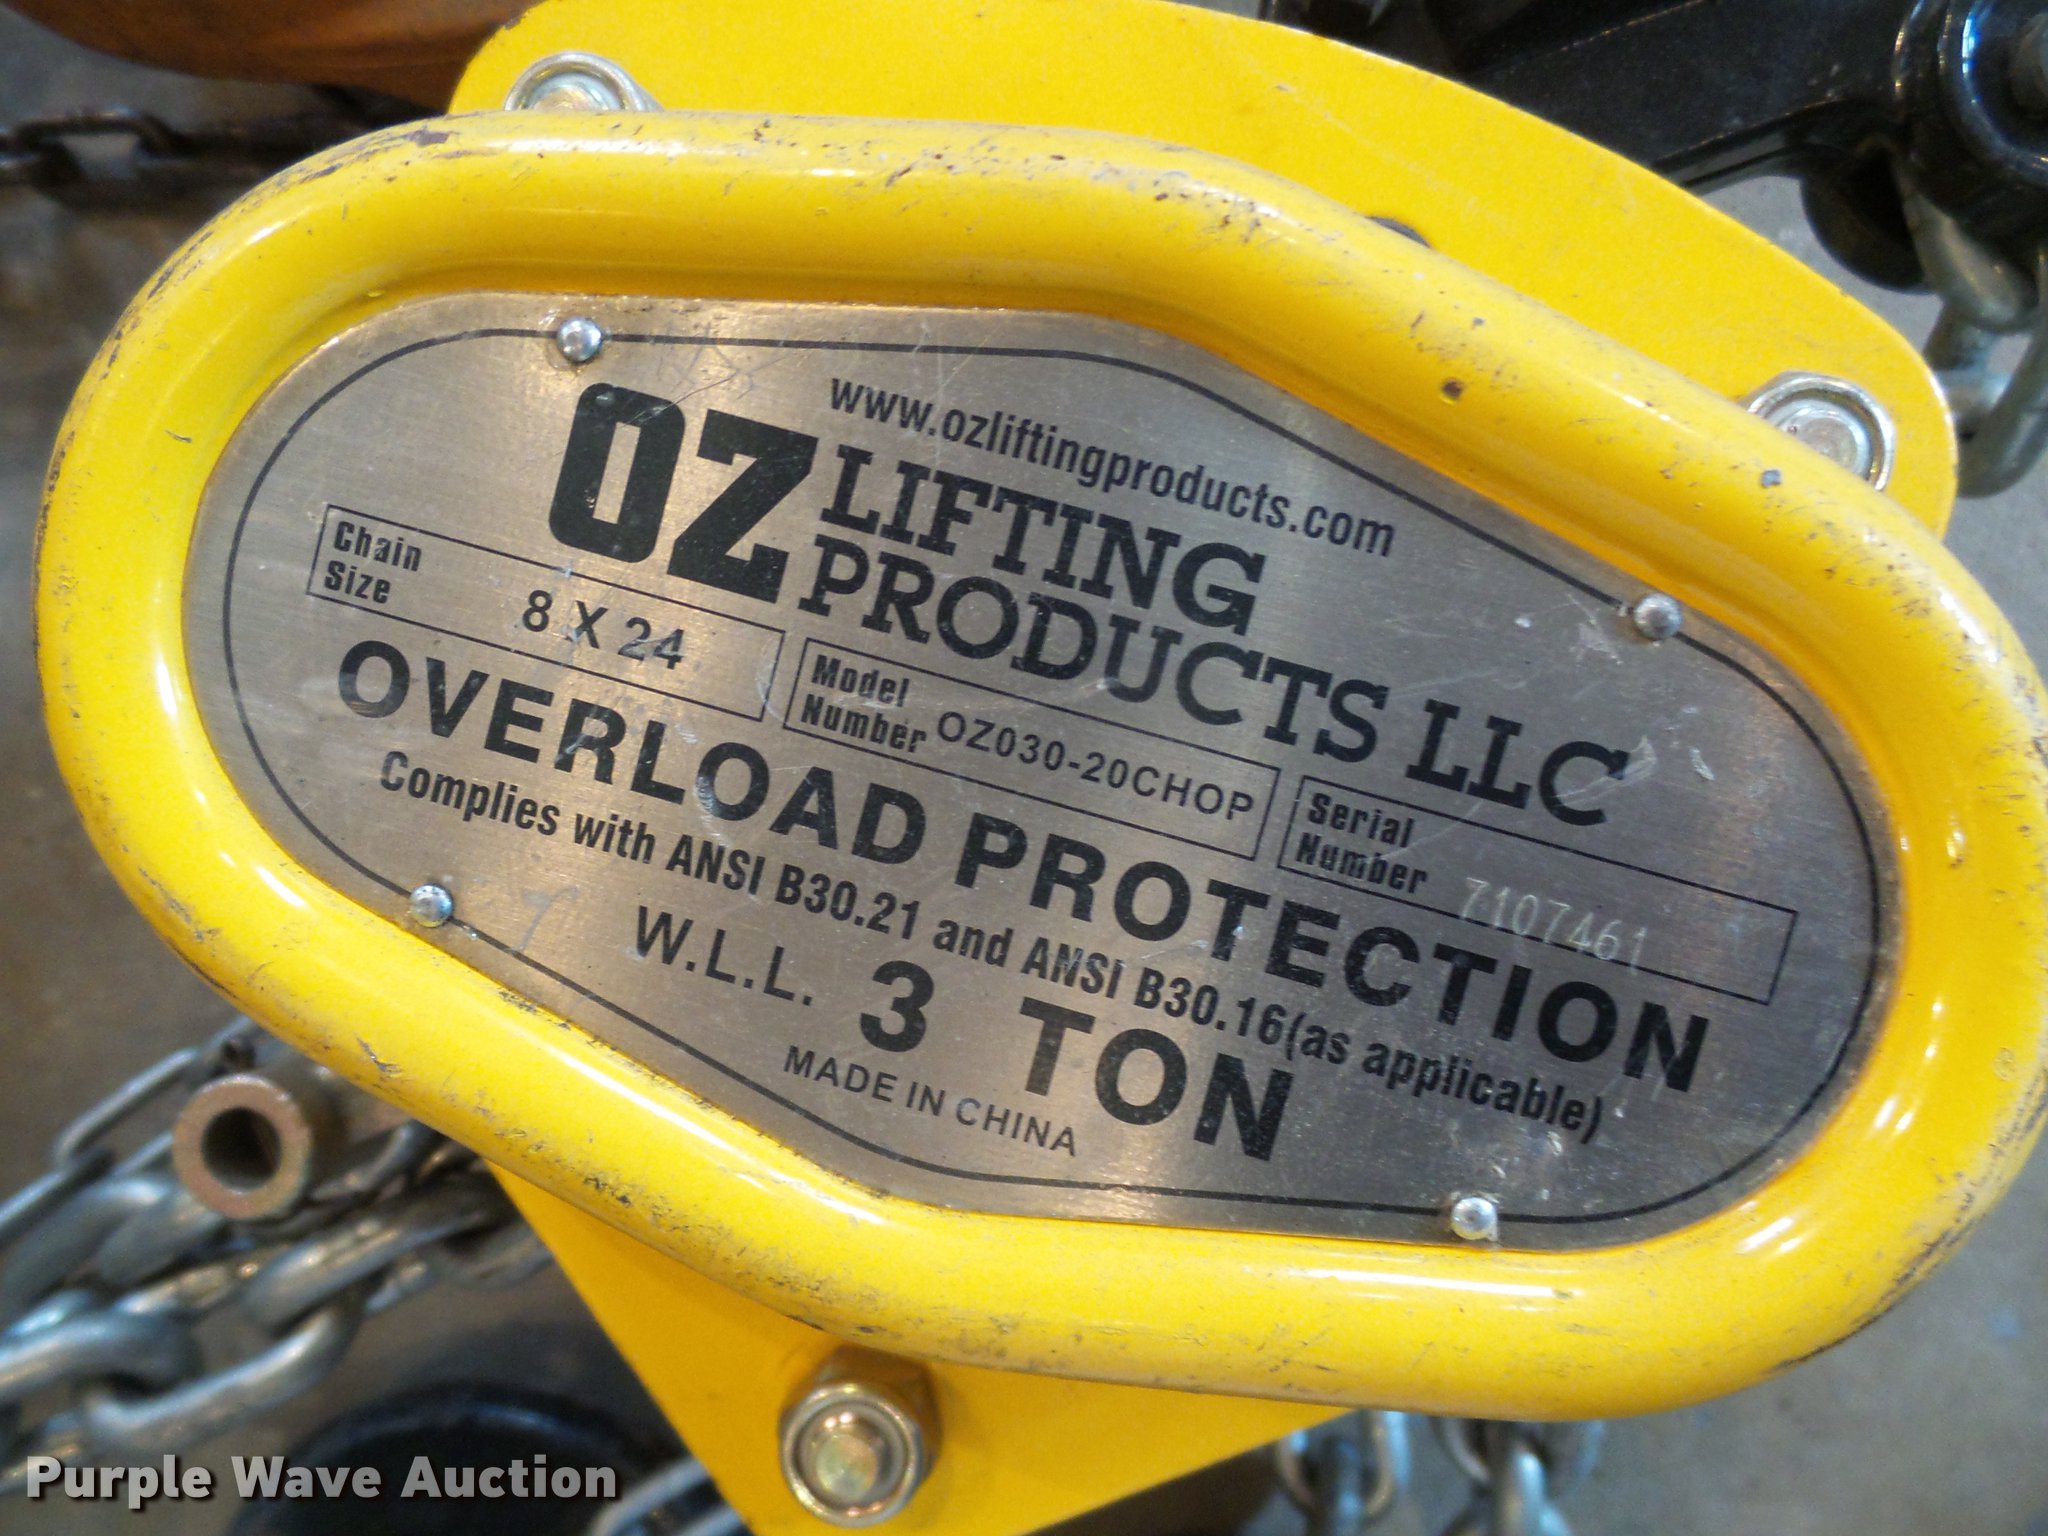 www.ozliftingproducts.com
OZ LIFTING
PRODUCTS LLC
Chain
Size
8 X 24
Model
Number OZ030-20CHOP
Serial
Number 7107461
OVERLOAD PROTECTION
Complies with ANSI B30.21 and ANSI B30.16(as applicable)
W.L.L. 3 TON
MADE IN CHINA
Purple Wave Auction